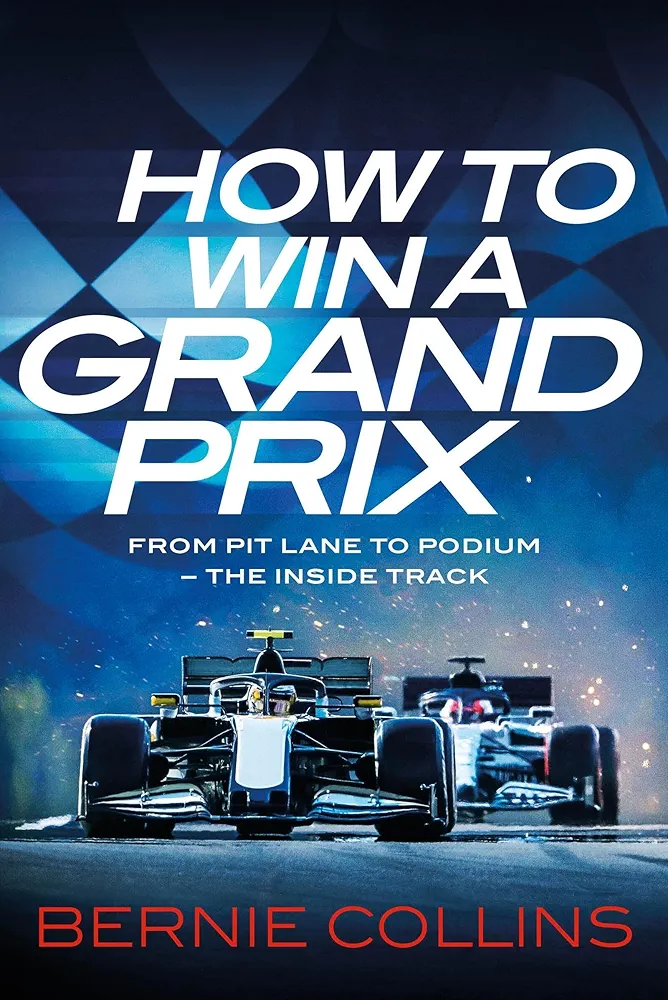 HOW TO
WIN A
GRAND
PRIX
FROM PIT LANE TO PODIUM
– THE INSIDE TRACK
BERNIE COLLINS